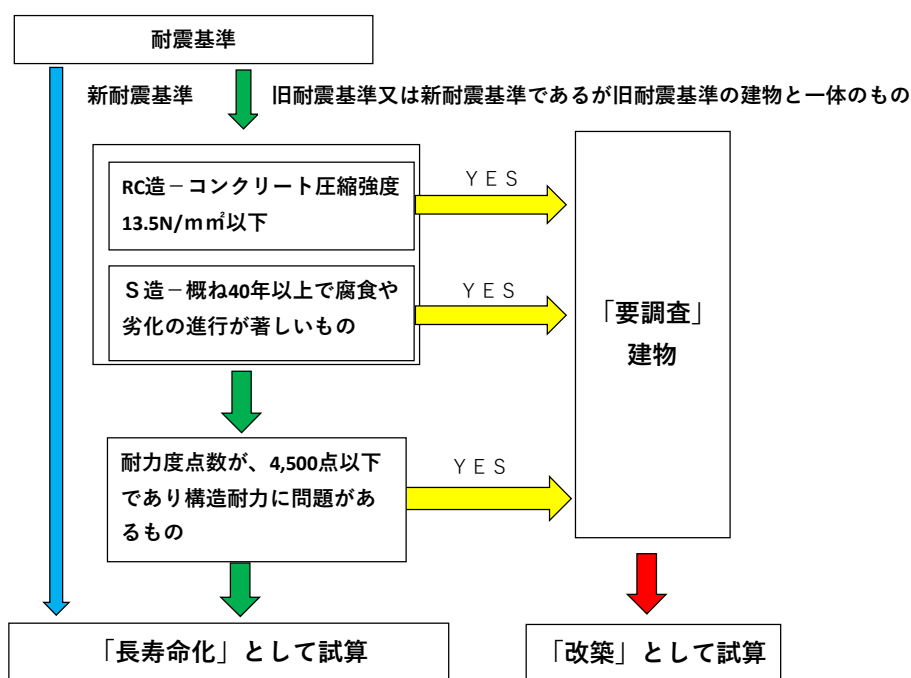 耐震基準
新耐震基準
旧耐震基準又は新耐震基準であるが旧耐震基準の建物と一体のもの
RC造－コンクリート圧縮強度
13.5N/ｍ㎡以下
ＹＥＳ
Ｓ造－概ね40年以上で腐食や
劣化の進行が著しいもの
ＹＥＳ
「要調査」
建物
耐力度点数が、4,500点以下
であり構造耐力に問題があ
るもの
ＹＥＳ
「長寿命化」として試算
「改築」として試算